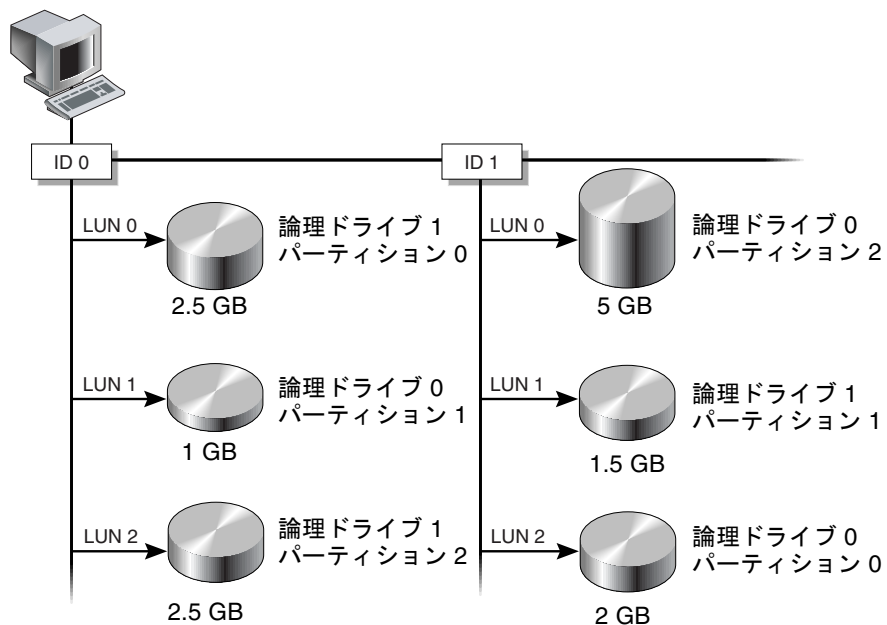 ID 0
ID 1
LUN 0
論理ドライブ 1
パーティション 0
2.5 GB
LUN 1
論理ドライブ 0
パーティション 1
1 GB
LUN 2
論理ドライブ 1
パーティション 2
2.5 GB
LUN 0
論理ドライブ 0
パーティション 2
5 GB
LUN 1
論理ドライブ 1
パーティション 1
1.5 GB
LUN 2
論理ドライブ 0
パーティション 0
2 GB